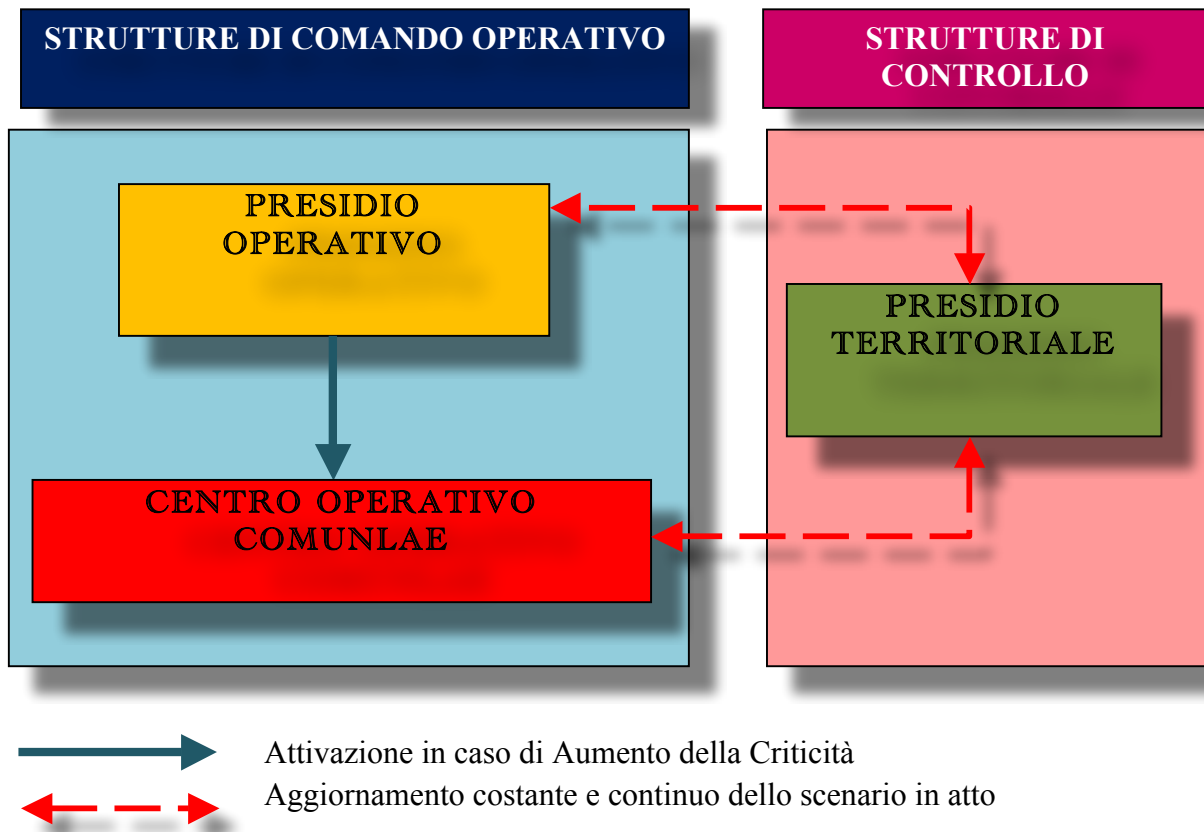 STRUTTURE DI COMANDO OPERATIVO
STRUTTURE DI
CONTROLLO
PRESIDIO
OPERATIVO
PRESIDIO
TERRITORIALE
CENTRO OPERATIVO
COMUNLAE
Attivazione in caso di Aumento della Criticità
Aggiornamento costante e continuo dello scenario in atto